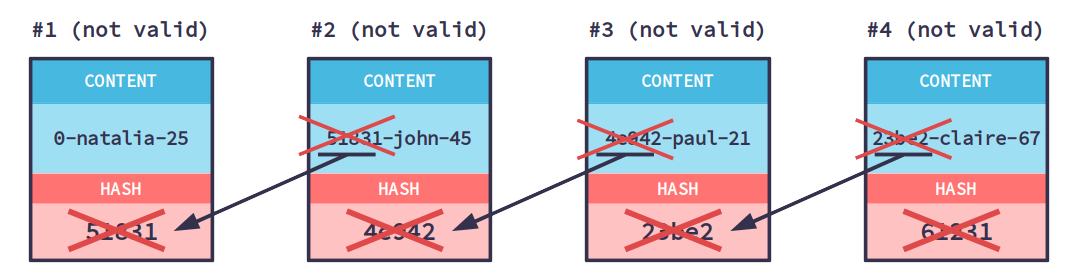 #1 (not valid)
CONTENT
0-natalia-25
HASH
51831
#2 (not valid)
CONTENT
51831-john-45
HASH
4e942
#3 (not valid)
CONTENT
4e942-paul-21
HASH
23be2
#4 (not valid)
CONTENT
23be2-claire-67
HASH